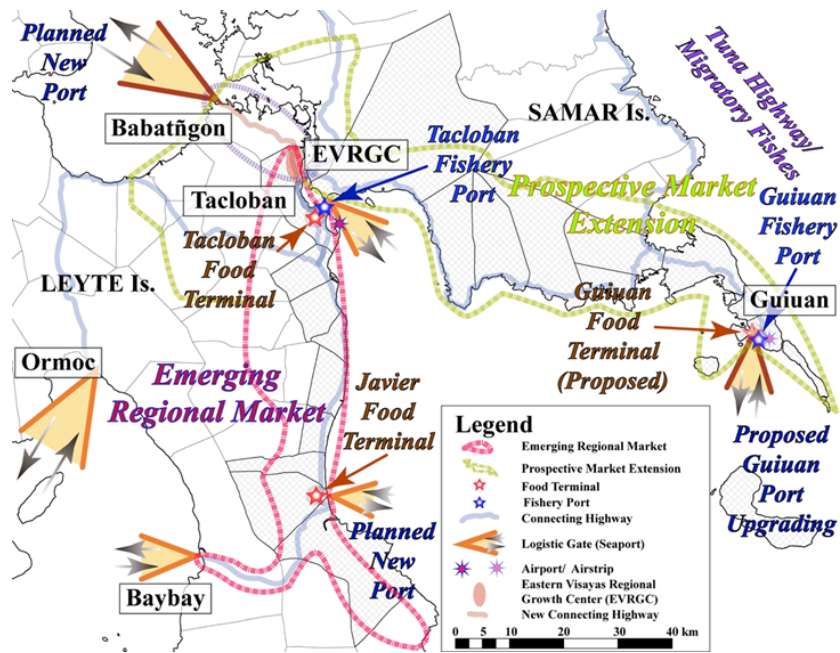 Planned
New
Port
Babatñgon
EVRGC
Tacloban
Tacloban
Fishery
Port
SAMAR Is.
Tuna Highway/
Migratory Fishes
Prospective Market
Extension
Guiuan
Fishery
Port
Tacloban
Food
Terminal
LEYTE Is.
Guiuan
Guiuan
Food
Terminal
(Proposed)
Ormoc
Emerging
Regional Market
Javier
Food
Terminal
Proposed
Guiuan
Port
Upgrading
Planned
New
Port
Baybay
Legend
Emerging Regional Market
Prospective Market Extension
Food Terminal
Fishery Port
Connecting Highway
Logistic Gate (Seaport)
Airport/ Airstrip
Eastern Visayas Regional
Growth Center (EVRGC)
New Connecting Highway
0 5 10 20 30 40 km